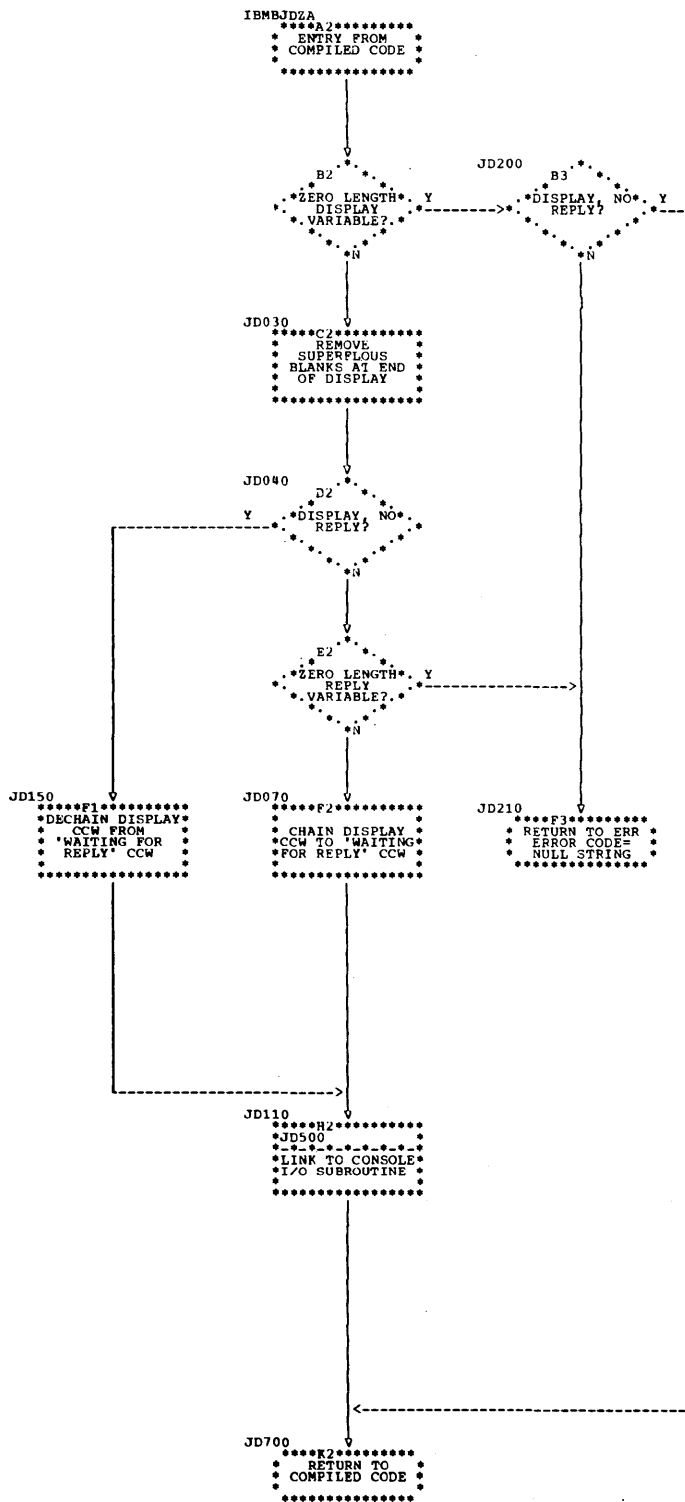 IBMBJDZA
A2
ENTRY FROM
COMPILED CODE
B2
ZERO LENGTH
DISPLAY
VARIABLE?
Y
N
JD200
B3
DISPLAY, NO
REPLY?
Y
N
JD030
C2
REMOVE
SUPERFLOUS
BLANKS AT END
OF DISPLAY
JD040
D2
DISPLAY, NO
REPLY?
Y
N
E2
ZERO LENGTH
REPLY
VARIABLE?
Y
N
JD150
F1
DECHAIN DISPLAY
CCW FROM
'WAITING FOR
REPLY' CCW
JD070
F2
CHAIN DISPLAY
CCW TO 'WAITING
FOR REPLY' CCW
JD210
F3
RETURN TO ERR
ERROR CODE=
NULL STRING
JD110
H2
JD500
LINK TO CONSOLE
I/O SUBROUTINE
JD700
K2
RETURN TO
COMPILED CODE